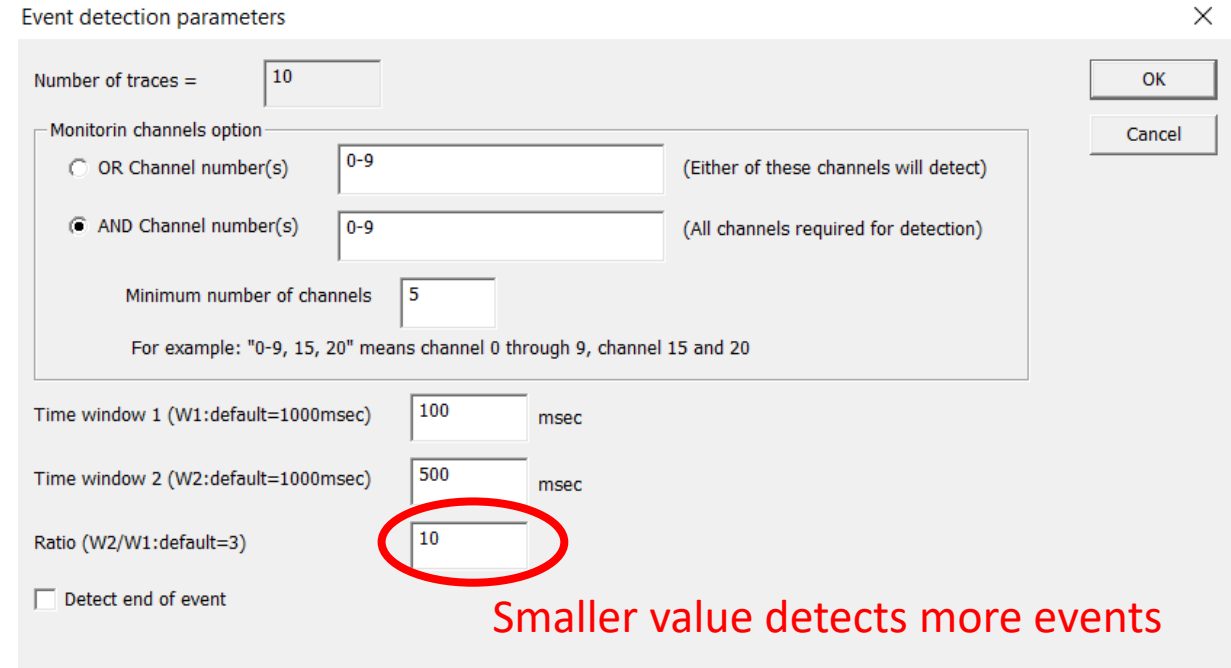 Event detection parameters
Number of traces = 10
OK
Monitorin channels option
Cancel
OR Channel number(s) 0-9 (Either of these channels will detect)
AND Channel number(s) 0-9 (All channels required for detection)
Minimum number of channels 5
For example: "0-9, 15, 20" means channel 0 through 9, channel 15 and 20
Time window 1 (W1:default=1000msec) 100 msec
Time window 2 (W2:default=1000msec) 500 msec
Ratio (W2/W1:default=3) 10
Detect end of event
Smaller value detects more events